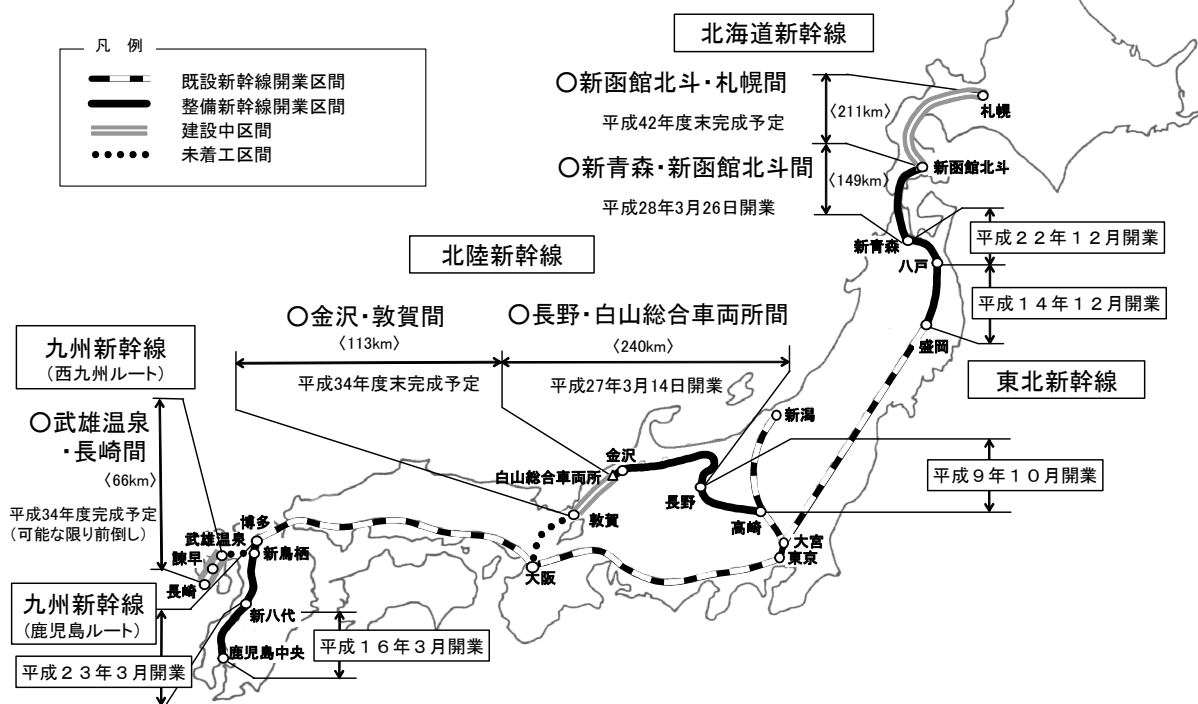 凡 例
既設新幹線開業区間
整備新幹線開業区間
建設中区間
未着工区間
北海道新幹線
○新函館北斗・札幌間
〈211km〉
平成42年度末完成予定
札幌
○新青森・新函館北斗間
〈149km〉
平成28年3月26日開業
新函館北斗
新青森
平成22年12月開業
八戸
平成14年12月開業
盛岡
東北新幹線
北陸新幹線
○金沢・敦賀間
〈113km〉
平成34年度末完成予定
○長野・白山総合車両所間
〈240km〉
平成27年3月14日開業
新潟
金沢
白山総合車両所
長野
平成9年10月開業
敦賀
高崎
大宮
東京
大阪
九州新幹線
(西九州ルート)
○武雄温泉
・長崎間
〈66km〉
平成34年度完成予定
(可能な限り前倒し)
博多
武雄温泉
新鳥栖
諫早
長崎
九州新幹線
(鹿児島ルート)
新八代
平成23年3月開業
鹿児島中央
平成16年3月開業